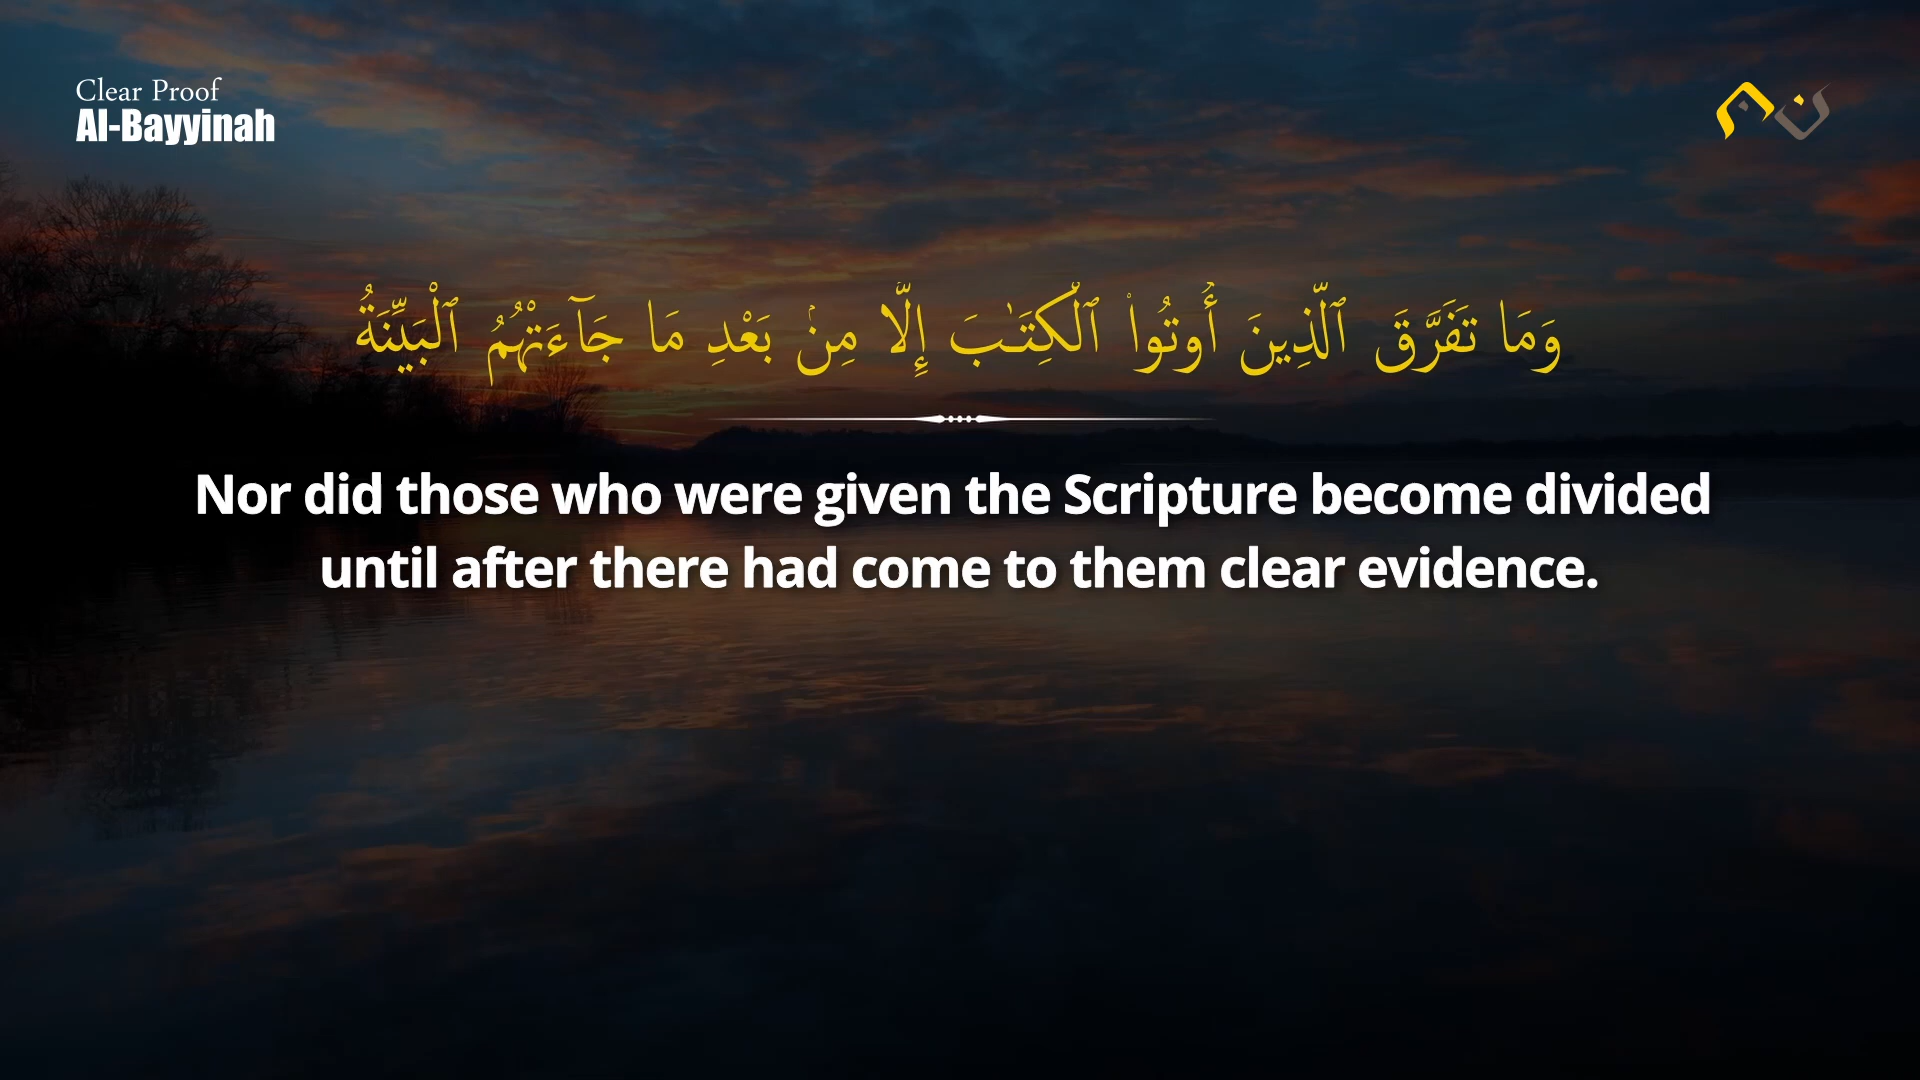 Clear Proof
Al-Bayyinah
وَمَا تَفَرَّقَ ٱلَّذِينَ أُوتُوا۟ ٱلْكِتَـٰبَ إِلَّا مِنۢ بَعْدِ مَا جَآءَتْهُمُ ٱلْبَيِّنَةُ
Nor did those who were given the Scripture become divided
until after there had come to them clear evidence.